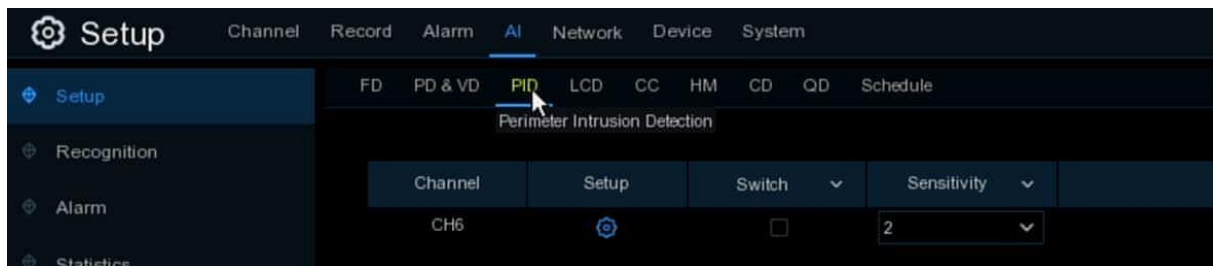 Setup Channel Record Alarm AI Network Device System
Setup FD PD & VD PID LCD CC HM CD QD Schedule
Perimeter Intrusion Detection
Recognition
Channel Setup Switch Sensitivity
Alarm
CH6 2
Statistics